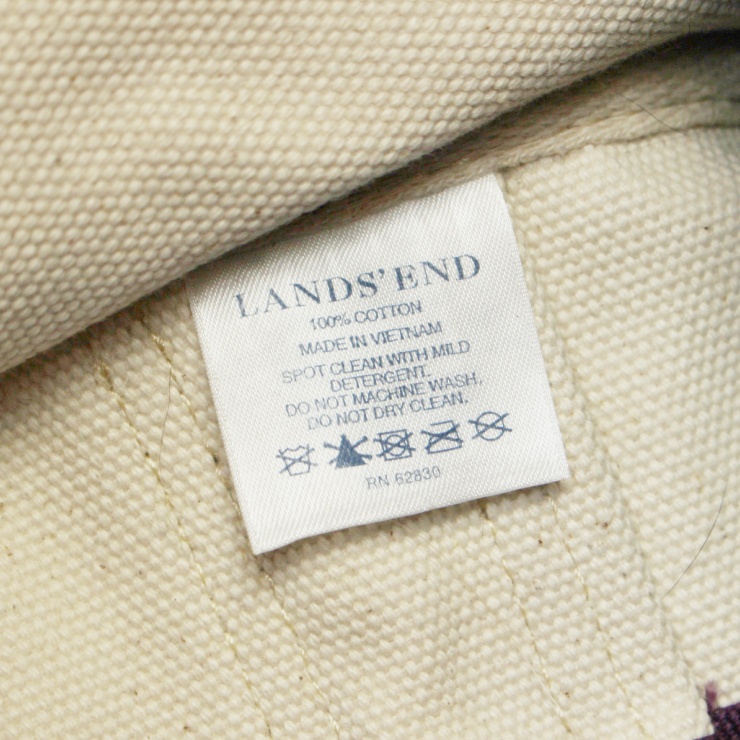 LANDS' END
100% COTTON
MADE IN VIETNAM
SPOT CLEAN WITH MILD
DETERGENT.
DO NOT MACHINE WASH.
DO NOT DRY CLEAN.
RN 62830